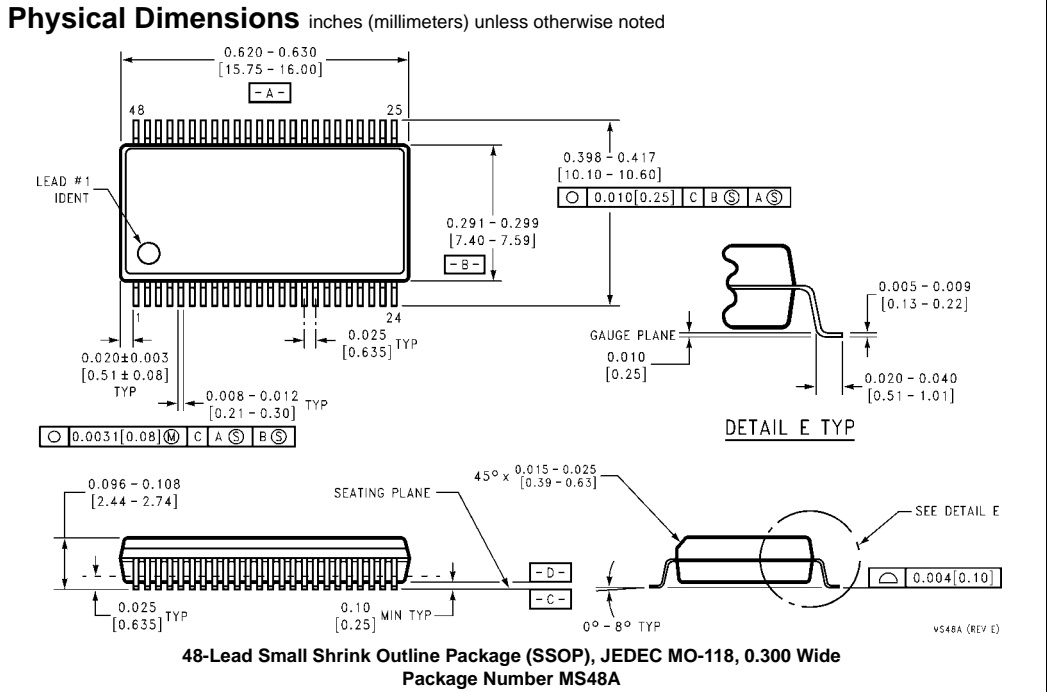 Physical Dimensions inches (millimeters) unless otherwise noted
0.620 – 0.630
[15.75 – 16.00]
- A -
48
25
LEAD #1
IDENT
0.398 – 0.417
[10.10 – 10.60]
0.010[0.25] C B Ⓢ A Ⓢ
0.291 – 0.299
[7.40 – 7.59]
- B -
1
24
0.025
[0.635] TYP
0.020±0.003
[0.51 ± 0.08]
TYP
0.008 – 0.012
[0.21 – 0.30] TYP
0.0031[0.08]Ⓜ C A Ⓢ B Ⓢ
0.005 – 0.009
[0.13 – 0.22]
GAUGE PLANE
0.010
[0.25]
0.020 – 0.040
[0.51 – 1.01]
DETAIL E TYP
0.096 – 0.108
[2.44 – 2.74]
SEATING PLANE
45° x 0.015 – 0.025
[0.39 – 0.63]
SEE DETAIL E
- D -
- C -
0.004[0.10]
0.025
[0.635] TYP
0.10
[0.25] MIN TYP
0° – 8° TYP
VS48A (REV E)
48-Lead Small Shrink Outline Package (SSOP), JEDEC MO-118, 0.300 Wide
Package Number MS48A